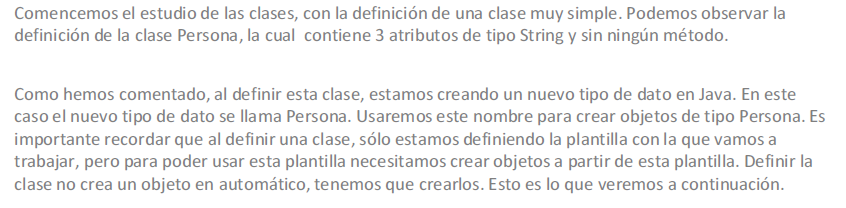 Comencemos el estudio de las clases, con la definición de una clase muy simple. Podemos observar la
definición de la clase Persona, la cual contiene 3 atributos de tipo String y sin ningún método.
Como hemos comentado, al definir esta clase, estamos creando un nuevo tipo de dato en Java. En este
caso el nuevo tipo de dato se llama Persona. Usaremos este nombre para crear objetos de tipo Persona. Es
importante recordar que al definir una clase, sólo estamos definiendo la plantilla con la que vamos a
trabajar, pero para poder usar esta plantilla necesitamos crear objetos a partir de esta plantilla. Definir la
clase no crea un objeto en automático, tenemos que crearlos. Esto es lo que veremos a continuación.